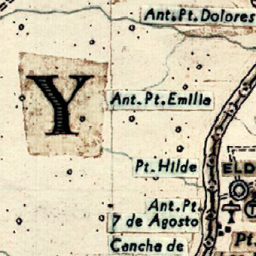 Ant. Pt. Dolores
Y
Ant. Pt. Emilia
Pt. Hilde
ELD
Ant. Pt.
7 de Agosto
Pt.
Cancha de